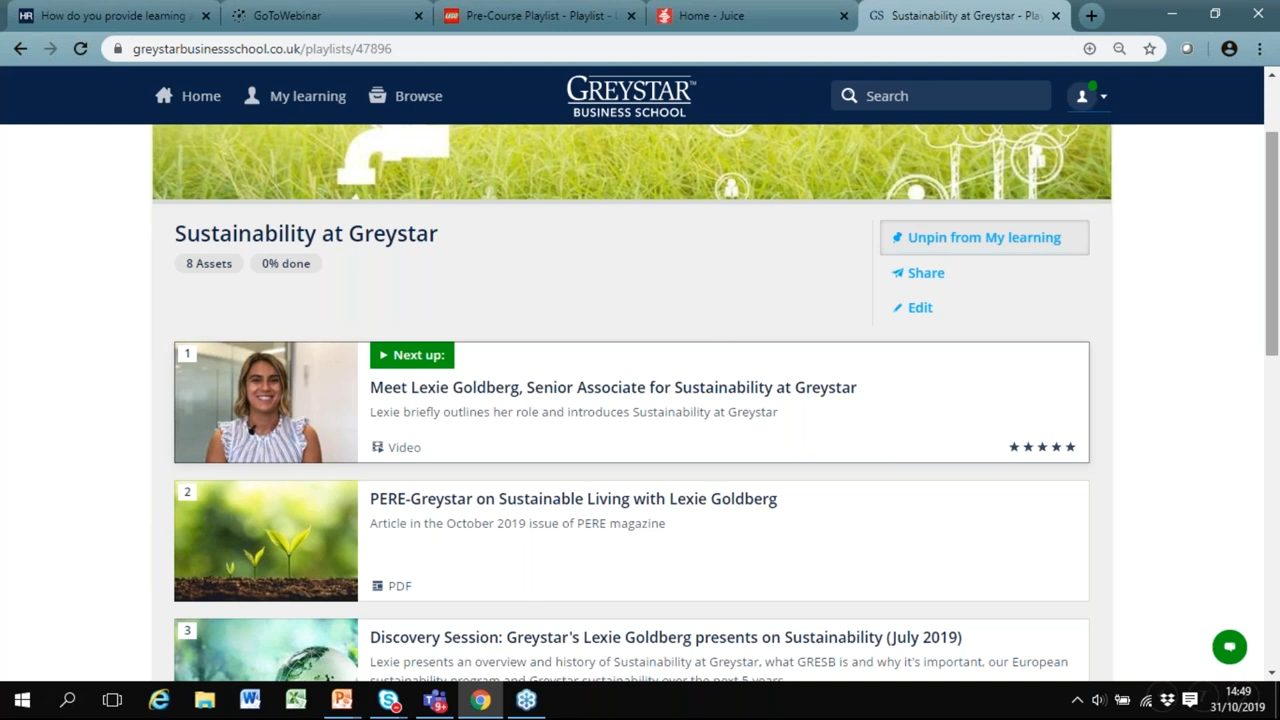 HR How do you provide learning
GoToWebinar
Pre-Course Playlist - Playlist -
Home - Juice
GS Sustainability at Greystar - Pla
greystarbusinessschool.co.uk/playlists/47896
Home
My learning
Browse
GREYSTAR™
BUSINESS SCHOOL
Search
Sustainability at Greystar
8 Assets
0% done
Unpin from My learning
Share
Edit
1
Next up:
Meet Lexie Goldberg, Senior Associate for Sustainability at Greystar
Lexie briefly outlines her role and introduces Sustainability at Greystar
Video
2
PERE-Greystar on Sustainable Living with Lexie Goldberg
Article in the October 2019 issue of PERE magazine
PDF
3
Discovery Session: Greystar's Lexie Goldberg presents on Sustainability (July 2019)
Lexie presents an overview and history of Sustainability at Greystar, what GRESB is and why it's important, our European
sustainability program and Greystar sustainability over the next 5 years
9+
14:49
31/10/2019